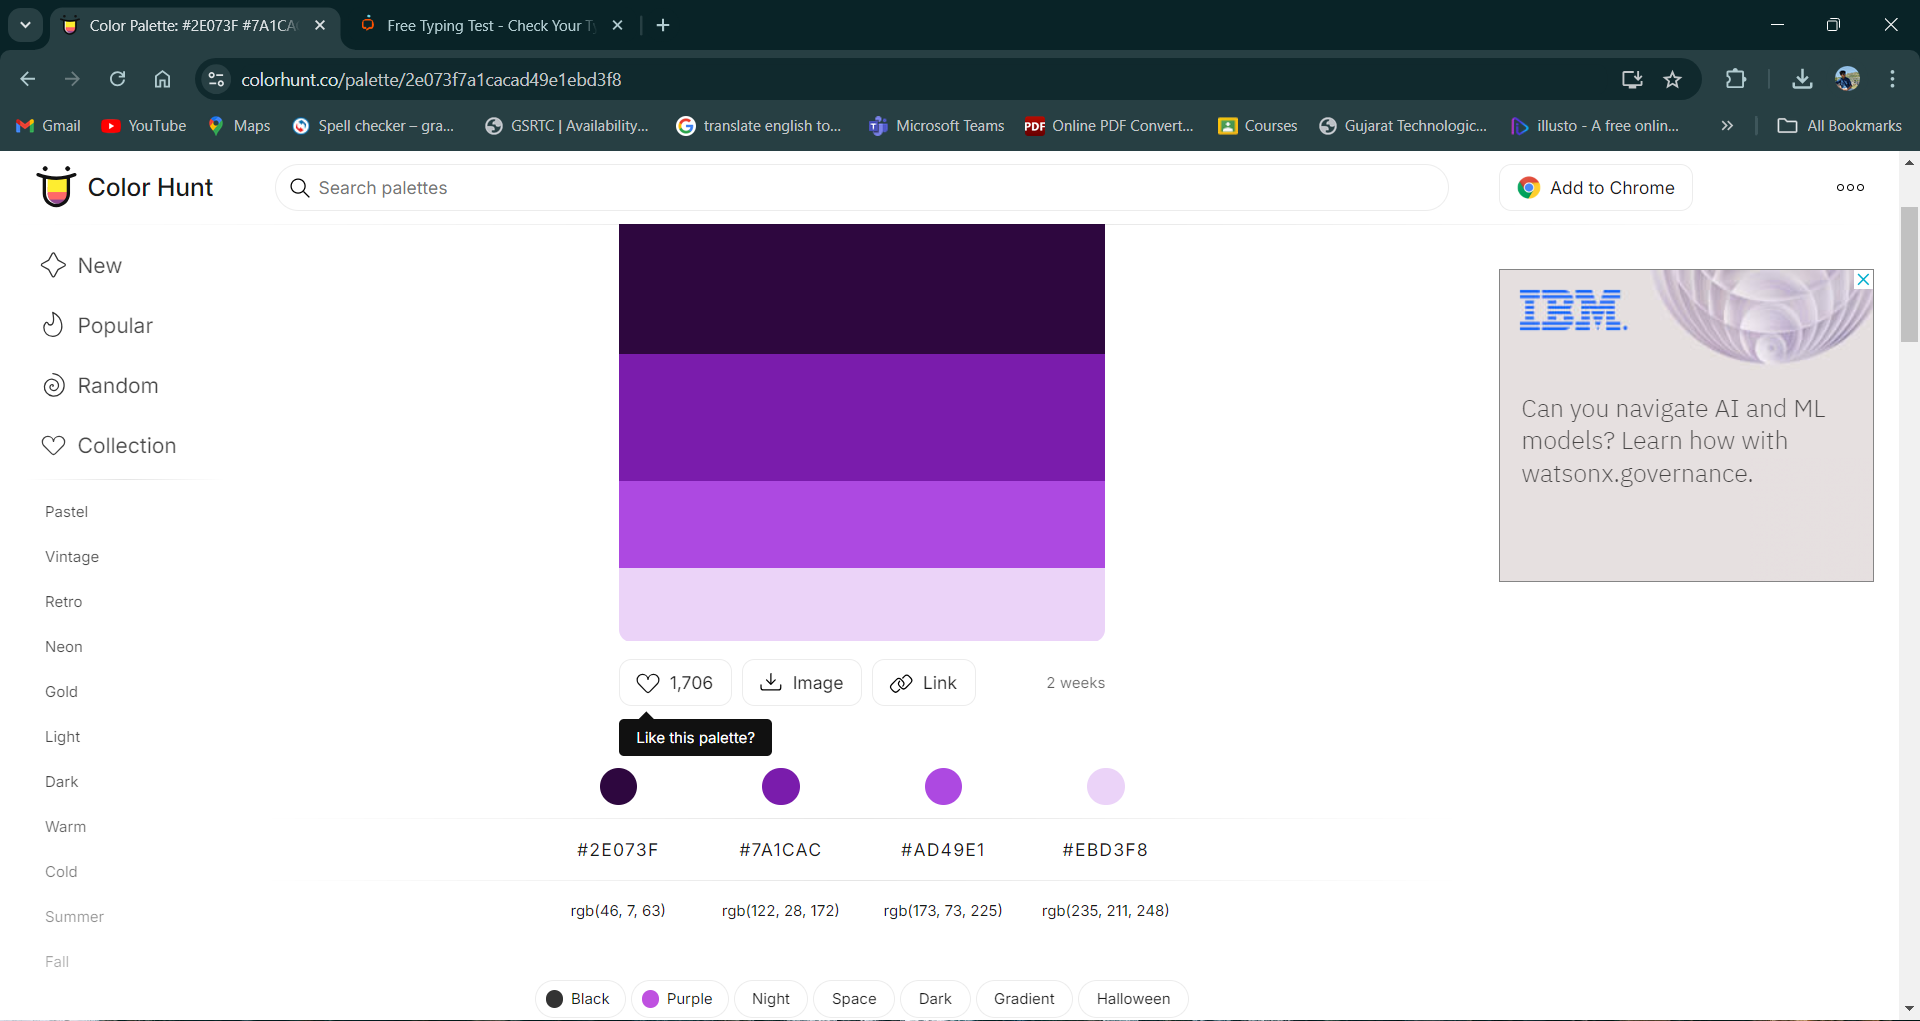 Color Palette: #2E073F #7A1CA
Free Typing Test - Check Your T
colorhunt.co/palette/2e073f7a1cacad49e1ebd3f8
Gmail
YouTube
Maps
Spell checker – gra...
GSRTC | Availability...
translate english to...
Microsoft Teams
PDF
Online PDF Convert...
Courses
Gujarat Technologic...
illusto - A free onlin...
All Bookmarks
Color Hunt
Search palettes
Add to Chrome
New
Popular
Random
Collection
Pastel
Vintage
Retro
Neon
Gold
Light
Dark
Warm
Cold
Summer
Fall
1,706
Image
Link
2 weeks
Like this palette?
#2E073F
#7A1CAC
#AD49E1
#EBD3F8
rgb(46, 7, 63)
rgb(122, 28, 172)
rgb(173, 73, 225)
rgb(235, 211, 248)
Black
Purple
Night
Space
Dark
Gradient
Halloween
IBM.
Can you navigate AI and ML
models? Learn how with
watsonx.governance.